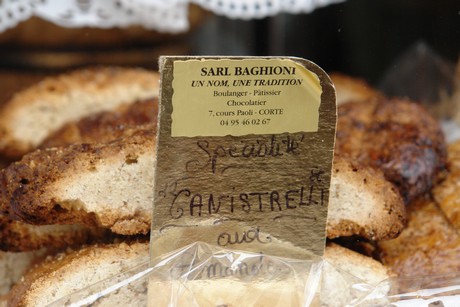 SARL BAGHIONI
UN NOM, UNE TRADITION
Boulanger - Pâtissier
Chocolatier
7, cours Paoli - CORTE
04 95 46 02 67
Spécialité
"CANISTRELLI"
aux
Amandes